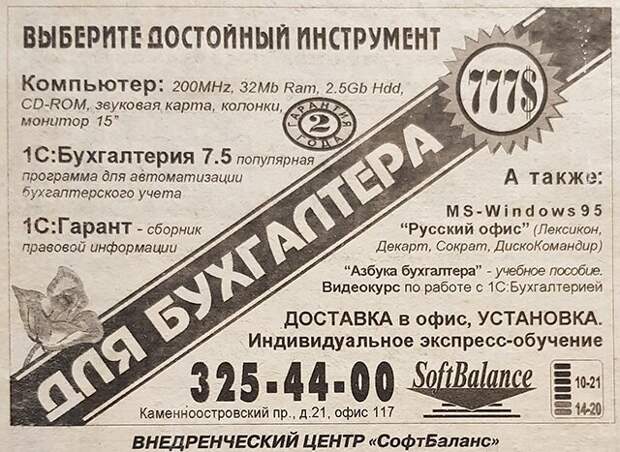 ВЫБЕРИТЕ ДОСТОЙНЫЙ ИНСТРУМЕНТ
777$
Компьютер: 200MHz, 32Mb Ram, 2.5Gb Hdd,
CD-ROM, звуковая карта, колонки,
монитор 15"
ГАРАНТИЯ
2
ГОДА
1С:Бухгалтерия 7.5 популярная
программа для автоматизации
бухгалтерского учета
1С:Гарант - сборник
правовой информации
ДЛЯ БУХГАЛТЕРА
А также:
MS-Windows95
"Русский офис" (Лексикон,
Декарт, Сократ, ДискоКомандир)
"Азбука бухгалтера" - учебное пособие.
Видеокурс по работе с 1С:Бухгалтерией
ДОСТАВКА в офис, УСТАНОВКА.
Индивидуальное экспресс-обучение
325-44-00
Каменноостровский пр., д.21, офис 117
SoftBalance
10-21
14-20
ВНЕДРЕНЧЕСКИЙ ЦЕНТР «СофтБаланс»